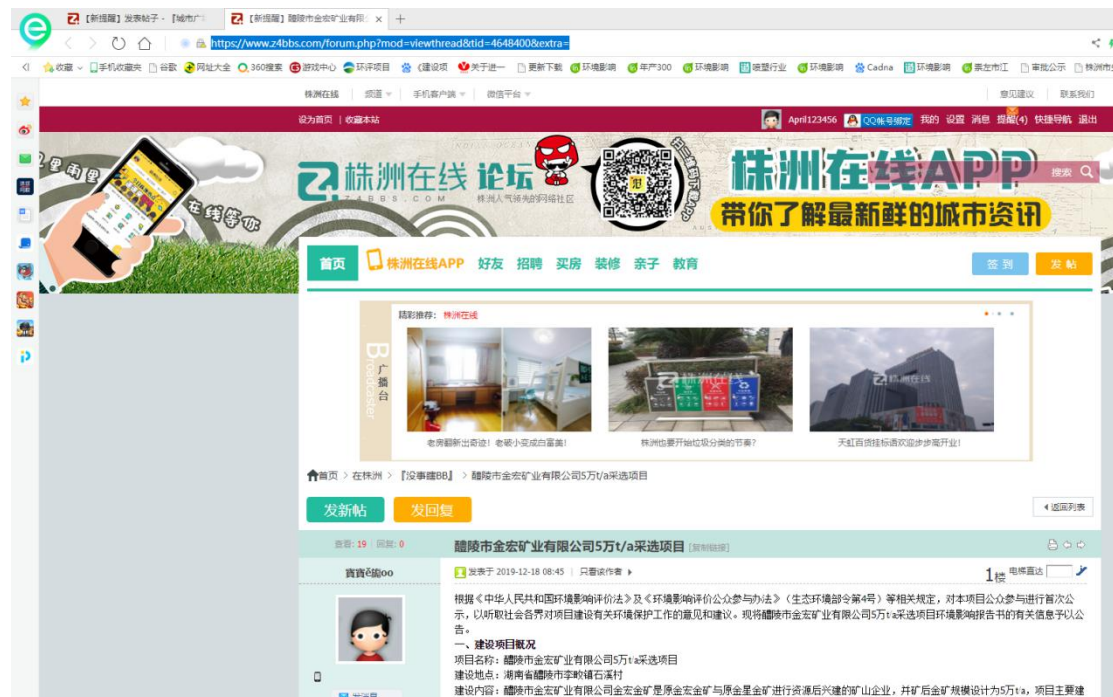 【新提醒】发表帖子 - 『城市广
【新提醒】醴陵市金宏矿业有限
https://www.z4bbs.com/forum.php?mod=viewthread&tid=4648400&extra=
收藏
手机收藏夹
谷歌
网址大全
360搜索
游戏中心
环评项目
《建设项
关于进一
更新下载
环境影响
年产300
环境影响
喷塑行业
环境影响
Cadna
环境影响
崇左市江
审批公示
株洲市
株洲在线 频道 手机客户端 微信平台 意见建议 联系我们
设为首页 | 收藏本站 April123456 QQ帐号绑定 我的 设置 消息 提醒(4) 快捷导航 退出
在线等你
株洲在线 论坛
Z4BBS.COM 株洲人气领先的网络社区
株洲在线APP
带你了解最新鲜的城市资讯
搜索
首页 株洲在线APP 好友 招聘 买房 装修 亲子 教育 签到 发帖
精彩推荐: 株洲在线
Broadcaster
广播台
株洲在线
株洲在线
老房翻新出奇迹!老破小变成白富美! 株洲也要开始垃圾分类的节奏? 天虹百货挂标语欢迎步步高开业!
首页 > 在株洲 > 『没事瞎BB』 > 醴陵市金宏矿业有限公司5万t/a采选项目
发新帖 发回复 返回列表
查看: 19 回复: 0 醴陵市金宏矿业有限公司5万t/a采选项目 [复制链接]
发表于 2019-12-18 08:45 | 只看该作者 1楼 电梯直达
根据《中华人民共和国环境影响评价法》及《环境影响评价公众参与办法》(生态环境部令第4号)等相关规定,对本项目公众参与进行首次公
示,以听取社会各界对项目建设有关环境保护工作的意见和建议。现将醴陵市金宏矿业有限公司5万t/a采选项目环境影响报告书的有关信息予以公
告。
一、建设项目概况
项目名称:醴陵市金宏矿业有限公司5万t/a采选项目
建设地点:湖南省醴陵市李畋镇石溪村
建设内容:醴陵市金宏矿业有限公司金宏金矿是原金宏金矿与原金星金矿进行资源后兴建的矿山企业,并矿后金矿规模设计为5万t/a,项目主要建
发消息